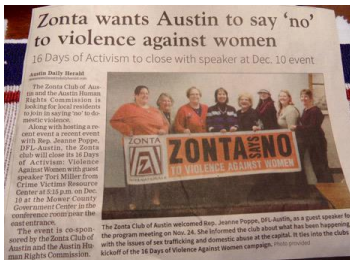 Zonta wants Austin to say 'no'
to violence against women
16 Days of Activism to close with speaker at Dec. 10 event
Austin Daily Herald
The Zonta Club of Aus-
tin and the Austin Human
Rights Commission is
looking for local residents
to join in saying 'no' to do-
mestic violence.
Along with hosting a re-
cent event a recent event
with Rep. Jeanne Poppe,
DFL-Austin, the Zonta
club will close its 16 Days
of Activism: Violence
Against Women with guest
speaker Tori Miller from
Crime Victims Resource
Center at 5:15 p.m. on Dec.
10 at the Mower County
Government Center in the
conference room near the
east entrance.
The event is co-spon-
sored by the Zonta Club of
Austin and the Austin Hu-
man Rights Commission.
ZONTA
ZONTA SAYS NO
TO VIOLENCE AGAINST WOMEN
The Zonta Club of Austin welcomed Rep. Jeanne Poppe, DFL-Austin, as a guest speaker fo
the program meeting on Nov. 24. She informed the club about what has been happening
with the issues of sex trafficking and domestic abuse at the capital. It ties into the clubs
kickoff of the 16 Days of Violence Against Women campaign. Photo provided